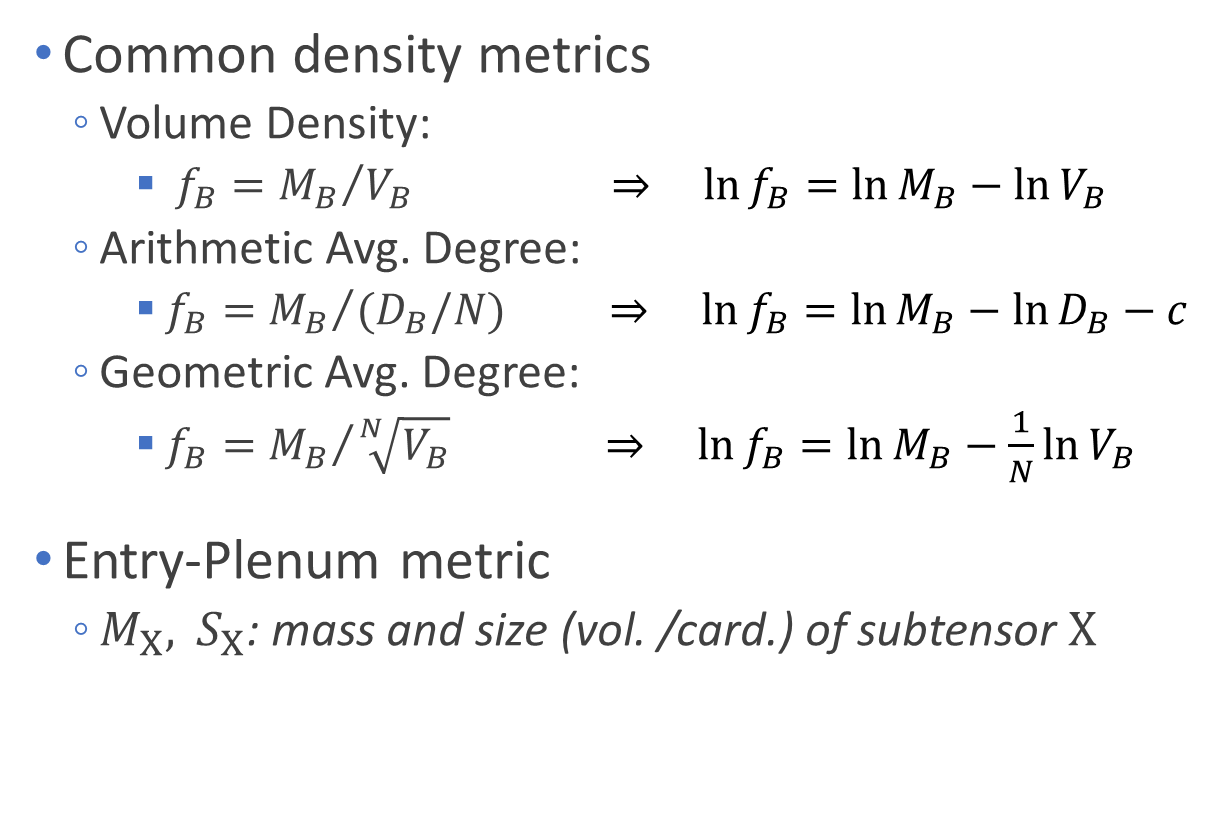 • Common density metrics
◦ Volume Density:
▪ f_B = M_B/V_B ⇒ ln f_B = ln M_B − ln V_B
◦ Arithmetic Avg. Degree:
▪ f_B = M_B/(D_B/N) ⇒ ln f_B = ln M_B − ln D_B − c
◦ Geometric Avg. Degree:
▪ f_B = M_B/ᴺ√V_B ⇒ ln f_B = ln M_B − 1/N ln V_B
• Entry-Plenum metric
◦ M_X, S_X: mass and size (vol. /card.) of subtensor X